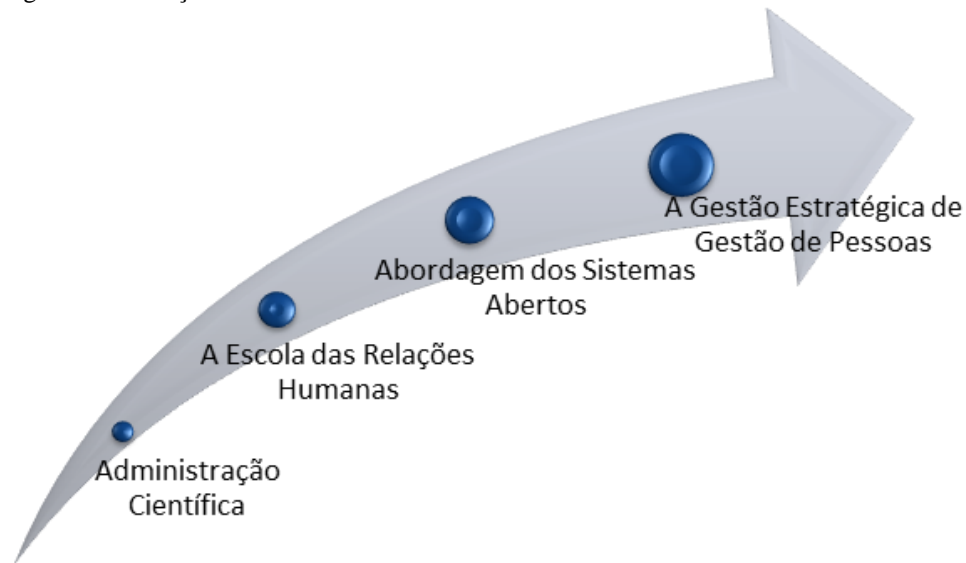 A Gestão Estratégica de
Gestão de Pessoas
Abordagem dos Sistemas
Abertos
A Escola das Relações
Humanas
Administração
Científica